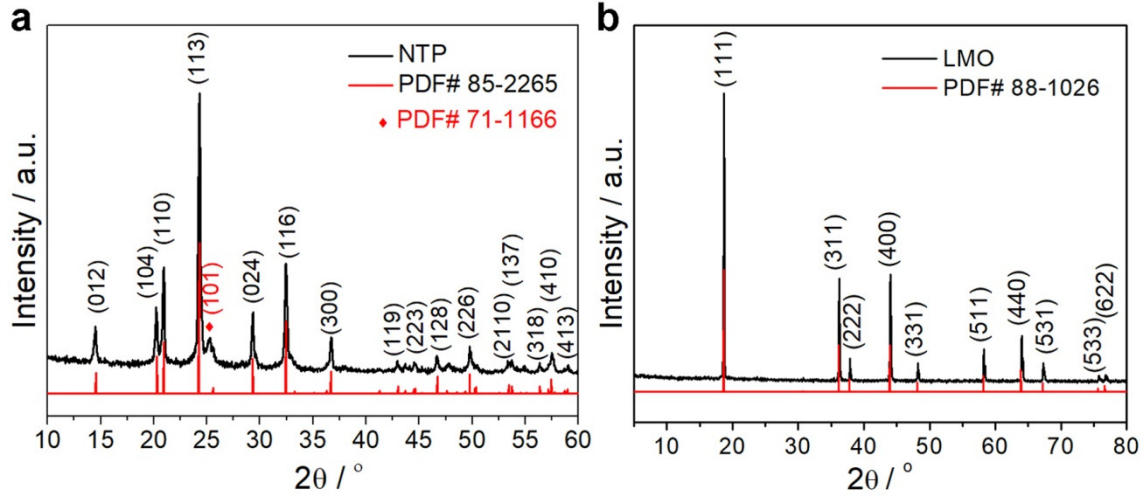 a
(113)
NTP
PDF# 85-2265
♦ PDF# 71-1166
(012)
(104)
(110)
(101)
(024)
(116)
(300)
(119)
(223)
(128)
(226)
(2110)
(137)
(318)
(410)
(413)
Intensity / a.u.
10 15 20 25 30 35 40 45 50 55 60
2θ / °
b
(111)
LMO
PDF# 88-1026
(311)
(222)
(400)
(331)
(511)
(440)
(531)
(533)
(622)
Intensity / a.u.
10 20 30 40 50 60 70 80
2θ / °